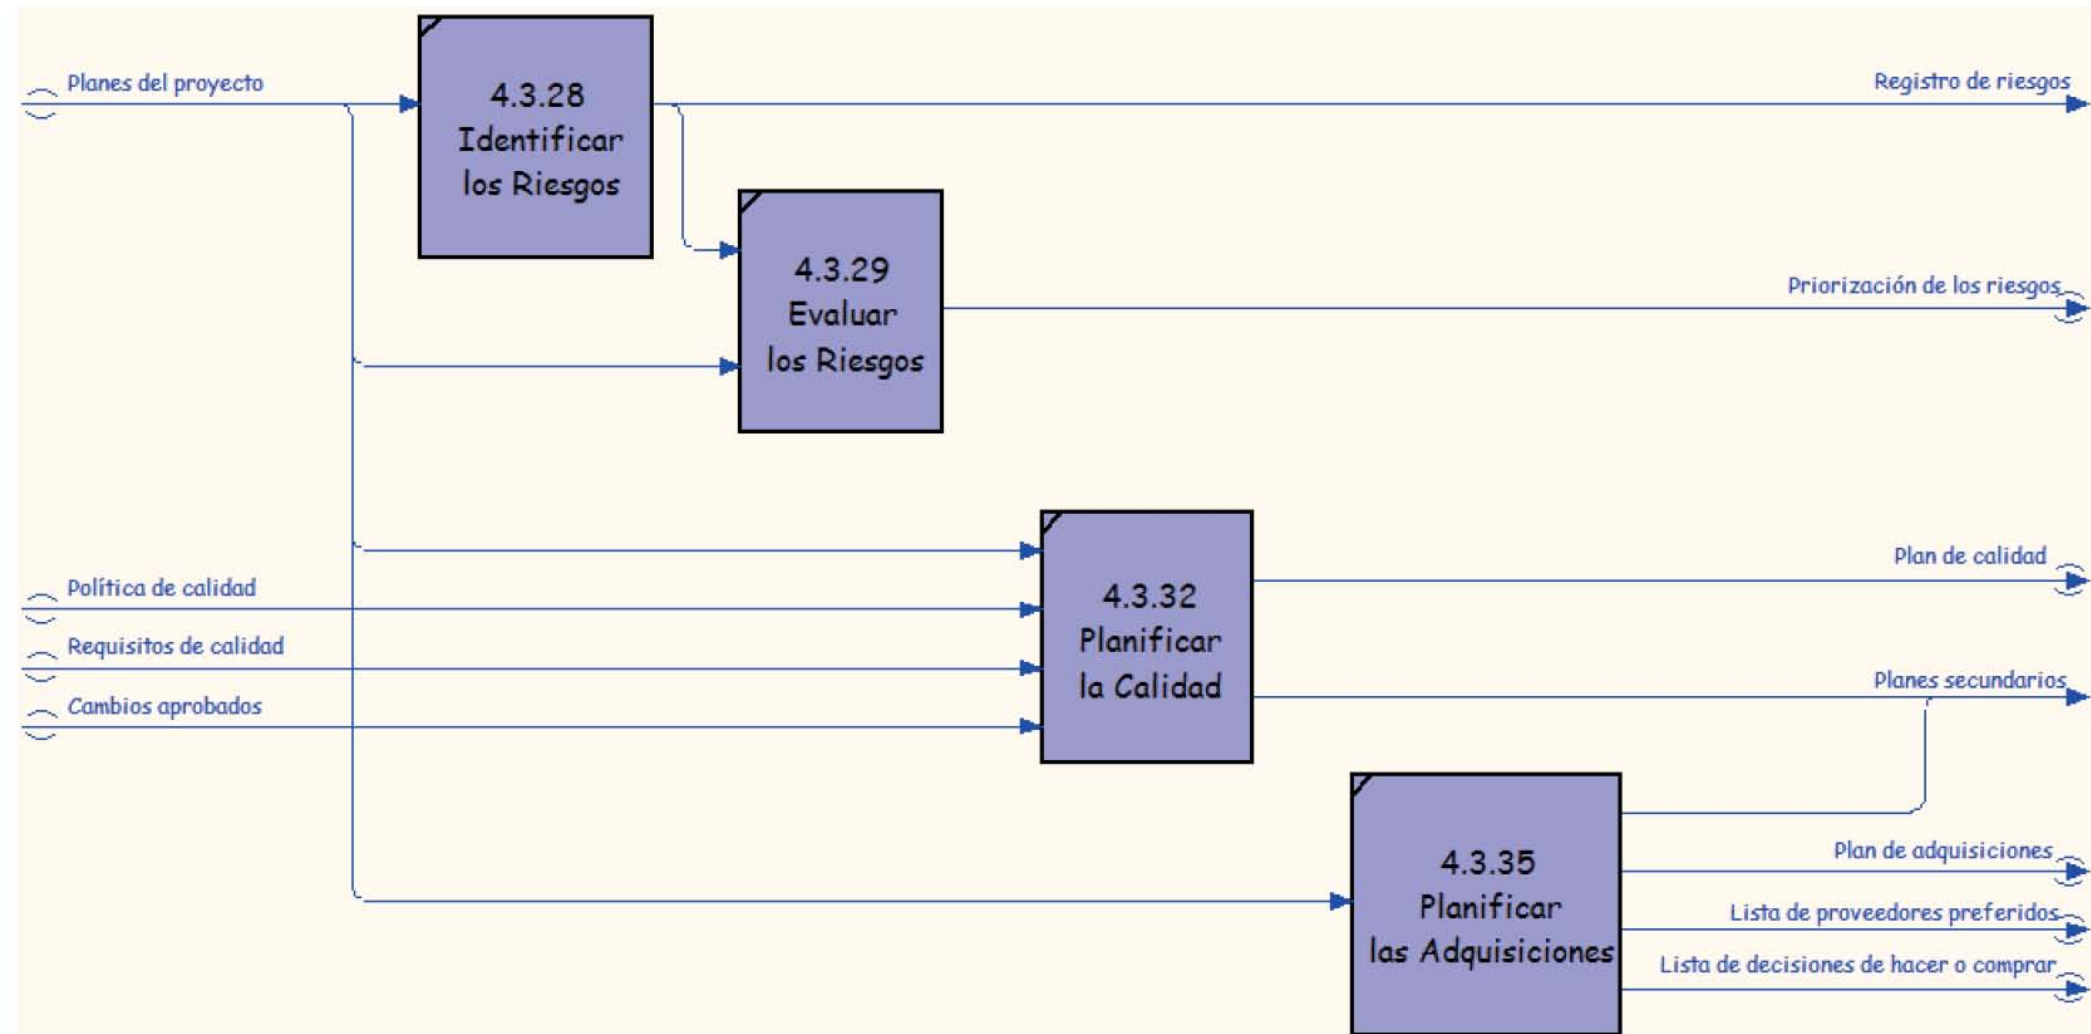 Planes del proyecto
4.3.28
Identificar
los Riesgos
Registro de riesgos
4.3.29
Evaluar
los Riesgos
Priorización de los riesgos
Política de calidad
Requisitos de calidad
Cambios aprobados
4.3.32
Planificar
la Calidad
Plan de calidad
Planes secundarios
4.3.35
Planificar
las Adquisiciones
Plan de adquisiciones
Lista de proveedores preferidos
Lista de decisiones de hacer o comprar